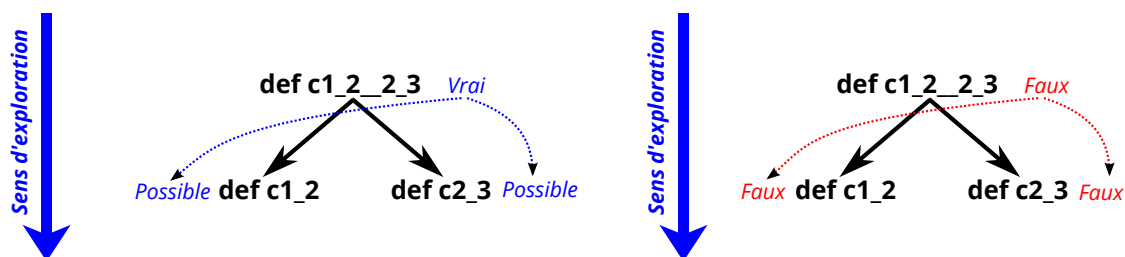 Sens d'exploration
def c1_2__2_3 Vrai
Possible def c1_2 def c2_3 Possible
Sens d'exploration
def c1_2__2_3 Faux
Faux def c1_2 def c2_3 Faux